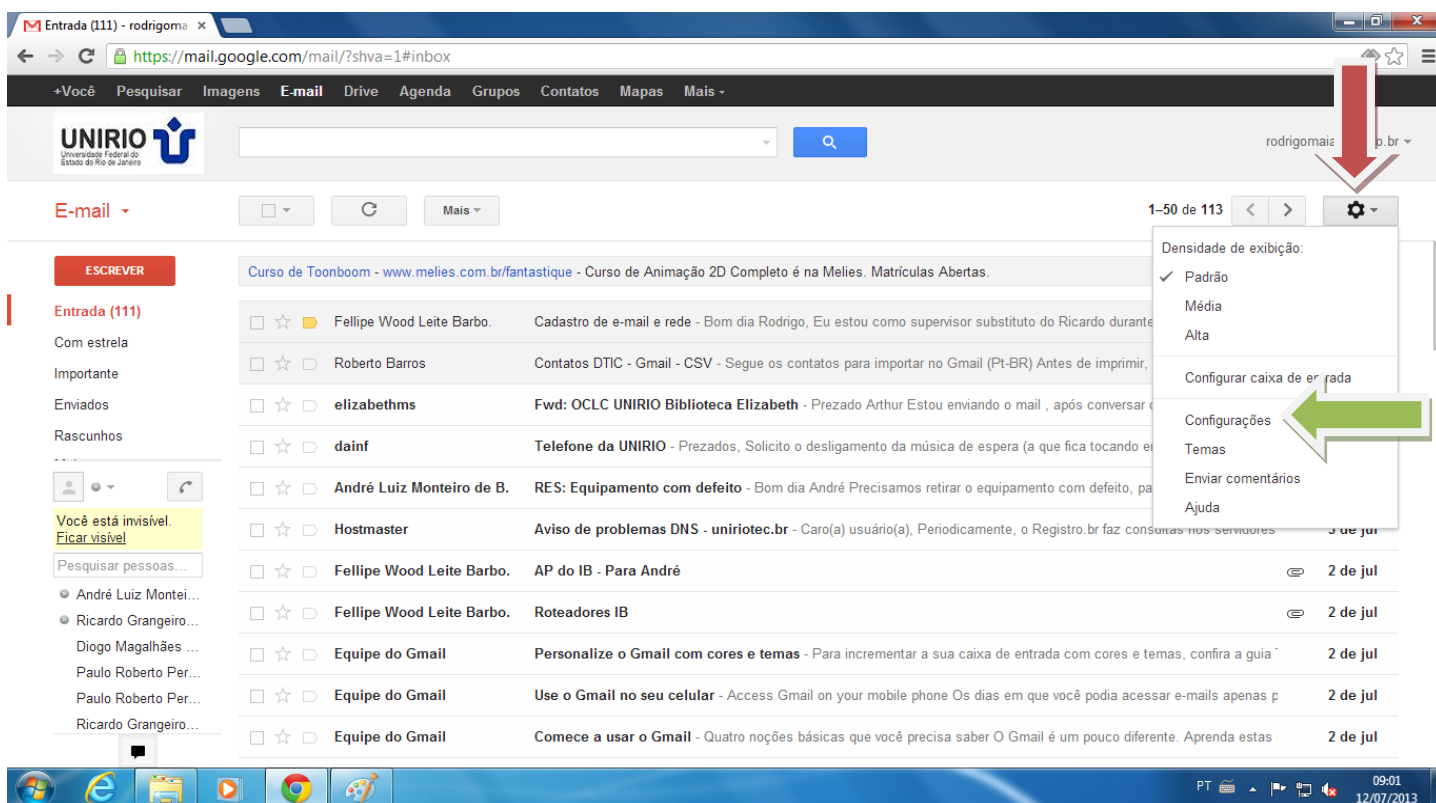 Entrada (111) - rodrigoma
https://mail.google.com/mail/?shva=1#inbox
+Você Pesquisar Imagens E-mail Drive Agenda Grupos Contatos Mapas Mais
UNIRIO
Universidade Federal do
Estado do Rio de Janeiro
rodrigomaia p.br
E-mail
Mais
1–50 de 113
Densidade de exibição:
Padrão
Média
Alta
Configurar caixa de entrada
Configurações
Temas
Enviar comentários
Ajuda
ESCREVER
Entrada (111)
Com estrela
Importante
Enviados
Rascunhos
Você está invisível.
Ficar visível
Pesquisar pessoas...
André Luiz Montei...
Ricardo Grangeiro...
Diogo Magalhães ...
Paulo Roberto Per...
Paulo Roberto Per...
Ricardo Grangeiro...
Curso de Toonboom - www.melies.com.br/fantastique - Curso de Animação 2D Completo é na Melies. Matrículas Abertas.
Fellipe Wood Leite Barbo. Cadastro de e-mail e rede - Bom dia Rodrigo, Eu estou como supervisor substituto do Ricardo durante
Roberto Barros Contatos DTIC - Gmail - CSV - Segue os contatos para importar no Gmail (Pt-BR) Antes de imprimir,
elizabethms Fwd: OCLC UNIRIO Biblioteca Elizabeth - Prezado Arthur Estou enviando o mail , após conversar
dainf Telefone da UNIRIO - Prezados, Solicito o desligamento da música de espera (a que fica tocando
André Luiz Monteiro de B. RES: Equipamento com defeito - Bom dia André Precisamos retirar o equipamento com defeito,
Hostmaster Aviso de problemas DNS - uniriotec.br - Caro(a) usuário(a), Periodicamente, o Registro.br faz consultas nos servidores 5 de jul
Fellipe Wood Leite Barbo. AP do IB - Para André 2 de jul
Fellipe Wood Leite Barbo. Roteadores IB 2 de jul
Equipe do Gmail Personalize o Gmail com cores e temas - Para incrementar a sua caixa de entrada com cores e temas, confira a guia 2 de jul
Equipe do Gmail Use o Gmail no seu celular - Access Gmail on your mobile phone Os dias em que você podia acessar e-mails apenas 2 de jul
Equipe do Gmail Comece a usar o Gmail - Quatro noções básicas que você precisa saber O Gmail é um pouco diferente. Aprenda estas 2 de jul
PT
09:01
12/07/2013